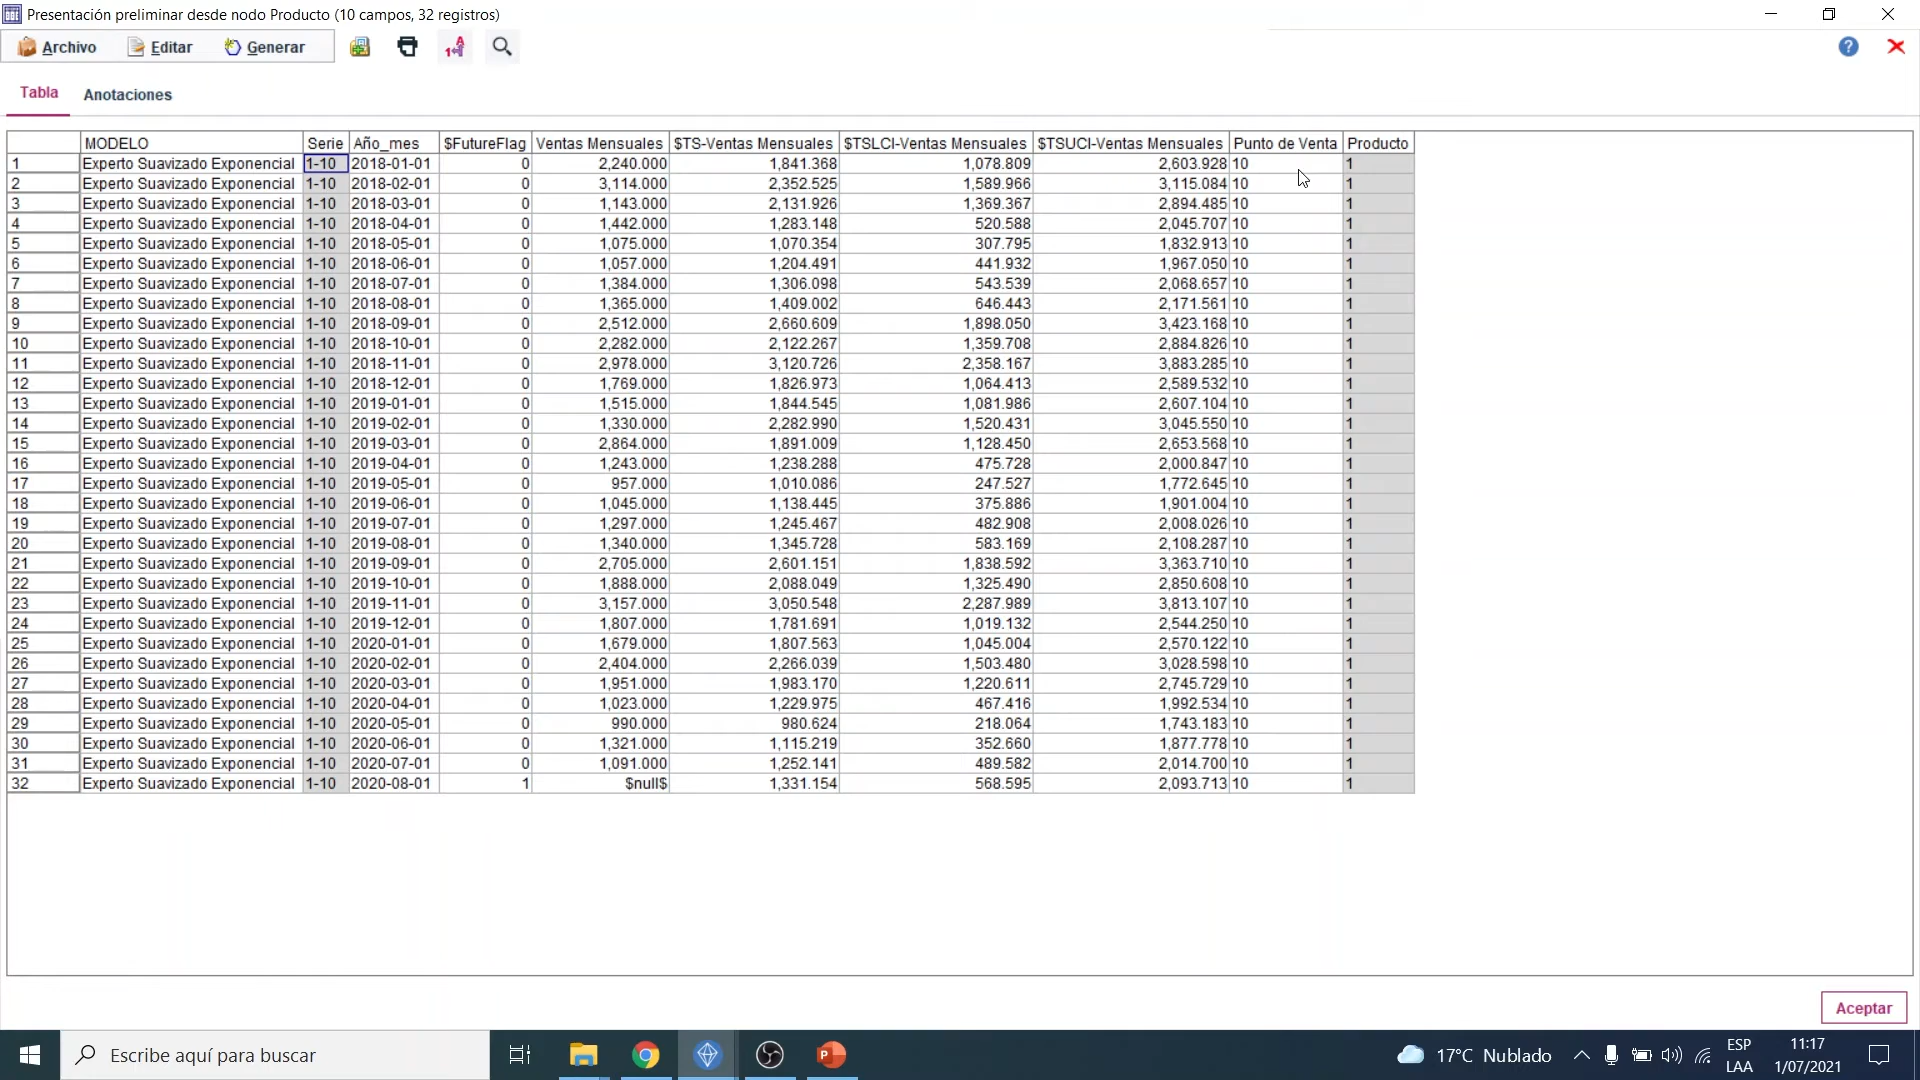 Presentación preliminar desde nodo Producto (10 campos, 32 registros)
Archivo Editar Generar
Tabla Anotaciones
MODELO Serie Año_mes $FutureFlag Ventas Mensuales $TS-Ventas Mensuales $TSLCI-Ventas Mensuales $TSUCI-Ventas Mensuales Punto de Venta Producto
1 Experto Suavizado Exponencial 1-10 2018-01-01 0 2,240.000 1,841.368 1,078.809 2,603.928 10 1
2 Experto Suavizado Exponencial 1-10 2018-02-01 0 3,114.000 2,352.525 1,589.966 3,115.084 10 1
3 Experto Suavizado Exponencial 1-10 2018-03-01 0 1,143.000 2,131.926 1,369.367 2,894.485 10 1
4 Experto Suavizado Exponencial 1-10 2018-04-01 0 1,442.000 1,283.148 520.588 2,045.707 10 1
5 Experto Suavizado Exponencial 1-10 2018-05-01 0 1,075.000 1,070.354 307.795 1,832.913 10 1
6 Experto Suavizado Exponencial 1-10 2018-06-01 0 1,057.000 1,204.491 441.932 1,967.050 10 1
7 Experto Suavizado Exponencial 1-10 2018-07-01 0 1,384.000 1,306.098 543.539 2,068.657 10 1
8 Experto Suavizado Exponencial 1-10 2018-08-01 0 1,365.000 1,409.002 646.443 2,171.561 10 1
9 Experto Suavizado Exponencial 1-10 2018-09-01 0 2,512.000 2,660.609 1,898.050 3,423.168 10 1
10 Experto Suavizado Exponencial 1-10 2018-10-01 0 2,282.000 2,122.267 1,359.708 2,884.826 10 1
11 Experto Suavizado Exponencial 1-10 2018-11-01 0 2,978.000 3,120.726 2,358.167 3,883.285 10 1
12 Experto Suavizado Exponencial 1-10 2018-12-01 0 1,769.000 1,826.973 1,064.413 2,589.532 10 1
13 Experto Suavizado Exponencial 1-10 2019-01-01 0 1,515.000 1,844.545 1,081.986 2,607.104 10 1
14 Experto Suavizado Exponencial 1-10 2019-02-01 0 1,330.000 2,282.990 1,520.431 3,045.550 10 1
15 Experto Suavizado Exponencial 1-10 2019-03-01 0 2,864.000 1,891.009 1,128.450 2,653.568 10 1
16 Experto Suavizado Exponencial 1-10 2019-04-01 0 1,243.000 1,238.288 475.728 2,000.847 10 1
17 Experto Suavizado Exponencial 1-10 2019-05-01 0 957.000 1,010.086 247.527 1,772.645 10 1
18 Experto Suavizado Exponencial 1-10 2019-06-01 0 1,045.000 1,138.445 375.886 1,901.004 10 1
19 Experto Suavizado Exponencial 1-10 2019-07-01 0 1,297.000 1,245.467 482.908 2,008.026 10 1
20 Experto Suavizado Exponencial 1-10 2019-08-01 0 1,340.000 1,345.728 583.169 2,108.287 10 1
21 Experto Suavizado Exponencial 1-10 2019-09-01 0 2,705.000 2,601.151 1,838.592 3,363.710 10 1
22 Experto Suavizado Exponencial 1-10 2019-10-01 0 1,888.000 2,088.049 1,325.490 2,850.608 10 1
23 Experto Suavizado Exponencial 1-10 2019-11-01 0 3,157.000 3,050.548 2,287.989 3,813.107 10 1
24 Experto Suavizado Exponencial 1-10 2019-12-01 0 1,807.000 1,781.691 1,019.132 2,544.250 10 1
25 Experto Suavizado Exponencial 1-10 2020-01-01 0 1,679.000 1,807.563 1,045.004 2,570.122 10 1
26 Experto Suavizado Exponencial 1-10 2020-02-01 0 2,404.000 2,266.039 1,503.480 3,028.598 10 1
27 Experto Suavizado Exponencial 1-10 2020-03-01 0 1,951.000 1,983.170 1,220.611 2,745.729 10 1
28 Experto Suavizado Exponencial 1-10 2020-04-01 0 1,023.000 1,229.975 467.416 1,992.534 10 1
29 Experto Suavizado Exponencial 1-10 2020-05-01 0 990.000 980.624 218.064 1,743.183 10 1
30 Experto Suavizado Exponencial 1-10 2020-06-01 0 1,321.000 1,115.219 352.660 1,877.778 10 1
31 Experto Suavizado Exponencial 1-10 2020-07-01 0 1,091.000 1,252.141 489.582 2,014.700 10 1
32 Experto Suavizado Exponencial 1-10 2020-08-01 1 $null$ 1,331.154 568.595 2,093.713 10 1
Aceptar
Escribe aquí para buscar
17°C Nublado
ESP
LAA
11:17
1/07/2021